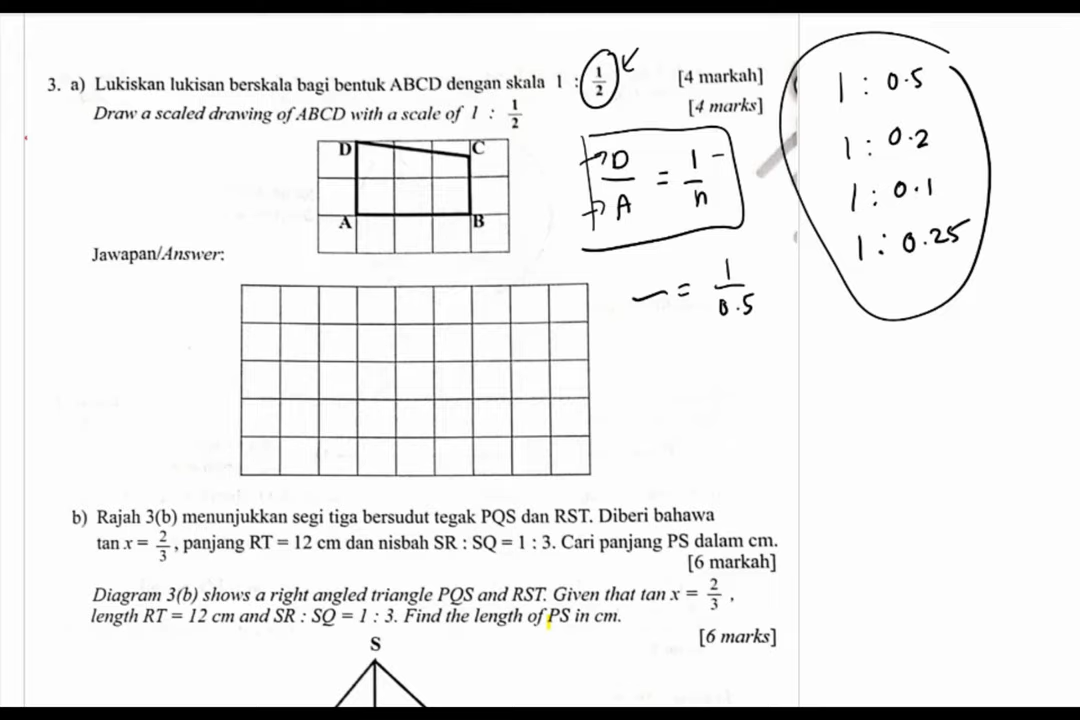 3. a) Lukiskan lukisan berskala bagi bentuk ABCD dengan skala 1 : 1/2 [4 markah]
Draw a scaled drawing of ABCD with a scale of 1 : 1/2 [4 marks]
D C
A B
Jawapan/Answer:
D/A = 1/n
= 1/0.5
1 : 0.5
1 : 0.2
1 : 0.1
1 : 0.25
b) Rajah 3(b) menunjukkan segi tiga bersudut tegak PQS dan RST. Diberi bahawa
tan x = 2/3, panjang RT = 12 cm dan nisbah SR : SQ = 1 : 3. Cari panjang PS dalam cm.
[6 markah]
Diagram 3(b) shows a right angled triangle PQS and RST. Given that tan x = 2/3,
length RT = 12 cm and SR : SQ = 1 : 3. Find the length of PS in cm.
[6 marks]
S